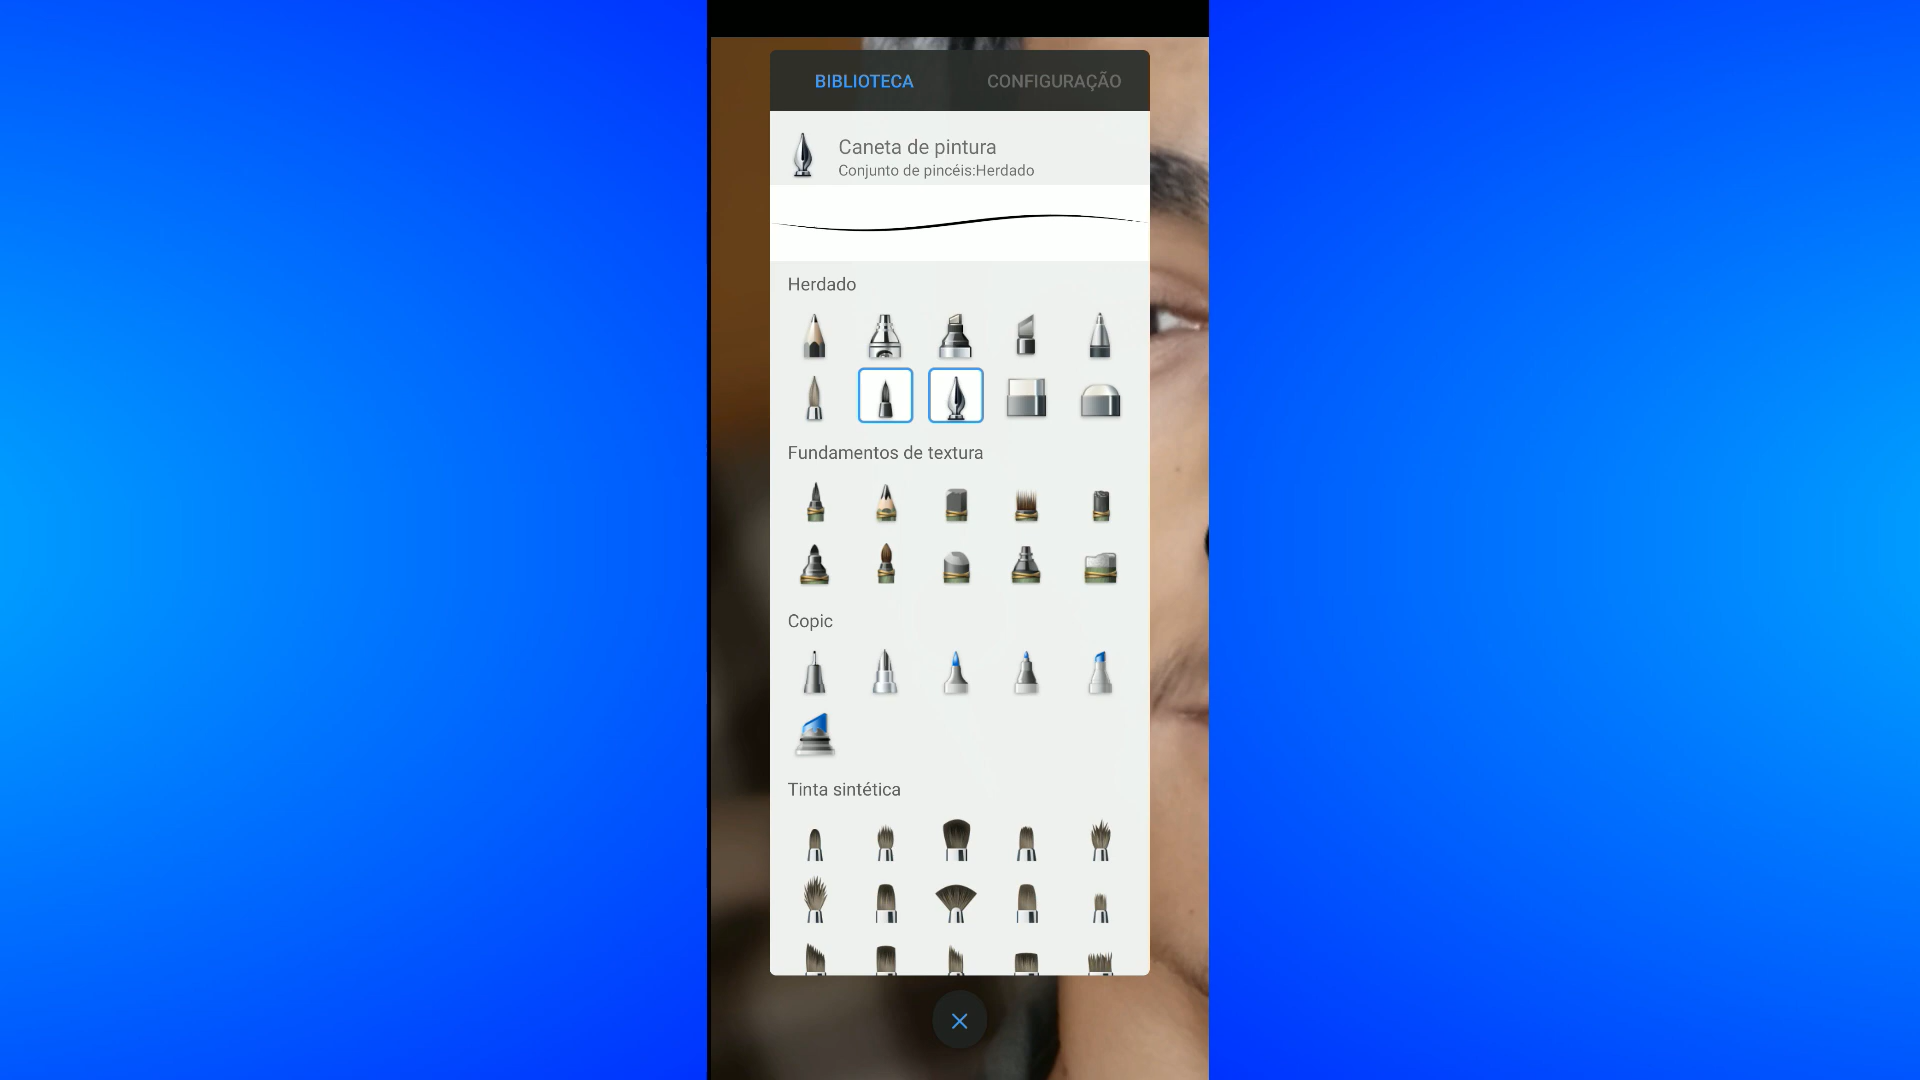 BIBLIOTECA
CONFIGURAÇÃO
Caneta de pintura
Conjunto de pincéis:Herdado
Herdado
Fundamentos de textura
Copic
Tinta sintética